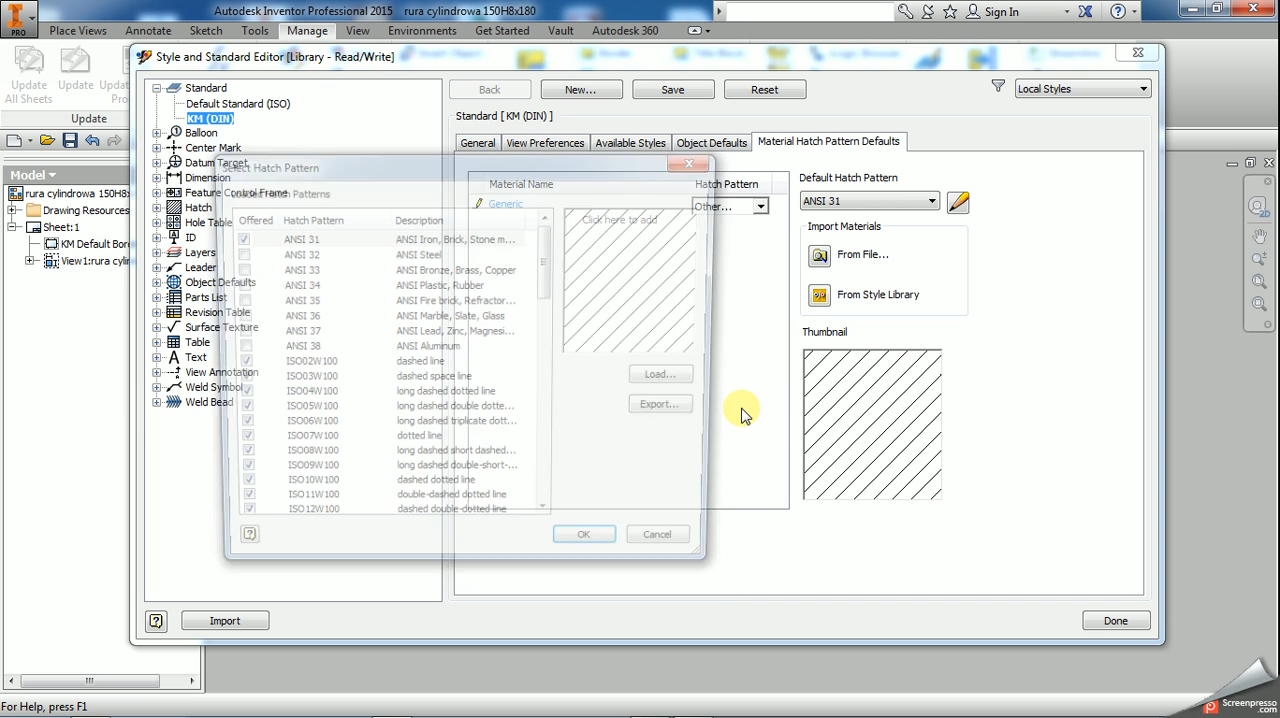 Autodesk Inventor Professional 2015 rura cylindrowa 150H8x180
Sign In
PRO
Place Views Annotate Sketch Tools Manage View Environments Get Started Vault Autodesk 360
Update All Sheets
Update
Update
Update
Model
rura cylindrowa 150H8x
Drawing Resources
Sheet:1
KM Default Bord
View1:rura cylin
For Help, press F1
Style and Standard Editor [Library - Read/Write]
Standard
Default Standard (ISO)
KM (DIN)
Balloon
Center Mark
Datum Target
Dimension
Feature Control Frame
Hatch
Hole Table
ID
Layers
Leader
Object Defaults
Parts List
Revision Table
Surface Texture
Table
Text
View Annotation
Weld Symbol
Weld Bead
Import
Back New... Save Reset Local Styles
Standard [ KM (DIN) ]
General View Preferences Available Styles Object Defaults Material Hatch Pattern Defaults
Material Name Hatch Pattern
Generic Other...
Click here to add
Default Hatch Pattern
ANSI 31
Import Materials
From File...
From Style Library
Thumbnail
Done
Select Hatch Pattern
Loaded Hatch Patterns
Offered Hatch Pattern Description
ANSI 31 ANSI Iron, Brick, Stone m...
ANSI 32 ANSI Steel
ANSI 33 ANSI Bronze, Brass, Copper
ANSI 34 ANSI Plastic, Rubber
ANSI 35 ANSI Fire brick, Refractor...
ANSI 36 ANSI Marble, Slate, Glass
ANSI 37 ANSI Lead, Zinc, Magnesi...
ANSI 38 ANSI Aluminum
ISO02W100 dashed line
ISO03W100 dashed space line
ISO04W100 long dashed dotted line
ISO05W100 long dashed double dotte...
ISO06W100 long dashed triplicate dott...
ISO07W100 dotted line
ISO08W100 long dashed short dashed...
ISO09W100 long dashed double-short-...
ISO10W100 dashed dotted line
ISO11W100 double-dashed dotted line
ISO12W100 dashed double-dotted line
Load...
Export...
OK Cancel
Screenpresso
.com